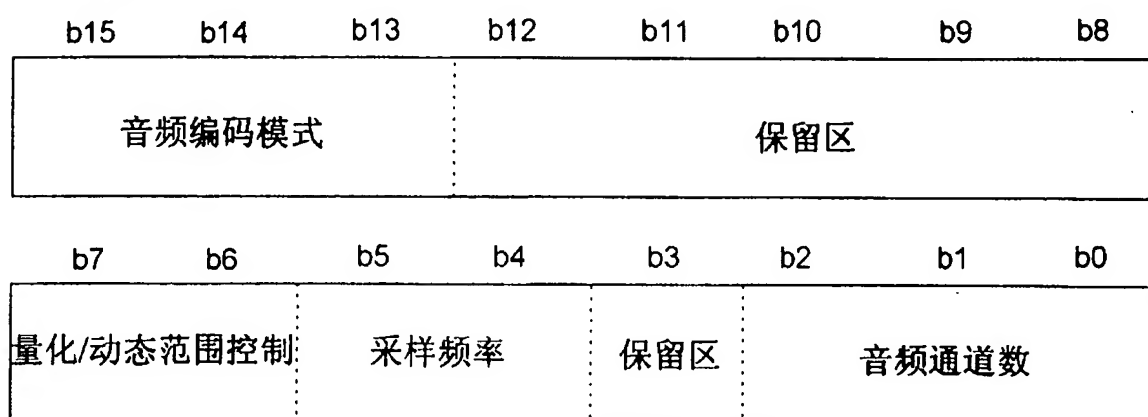 b15 b14 b13 b12 b11 b10 b9 b8
音频编码模式 保留区
b7 b6 b5 b4 b3 b2 b1 b0
量化/动态范围控制 采样频率 保留区 音频通道数